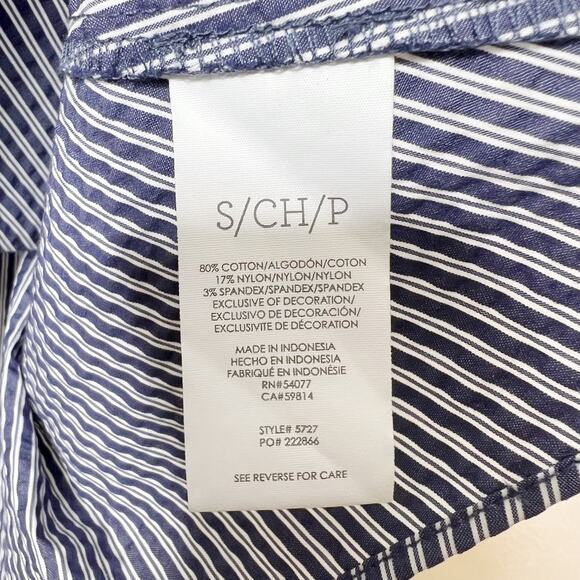 S/CH/P
80% COTTON/ALGODÓN/COTON
17% NYLON/NYLON/NYLON
3% SPANDEX/SPANDEX/SPANDEX
EXCLUSIVE OF DECORATION/
EXCLUSIVO DE DECORACIÓN/
EXCLUSIVITE DE DÉCORATION
MADE IN INDONESIA
HECHO EN INDONESIA
FABRIQUÉ EN INDONÉSIE
RN#54077
CA#59814
STYLE# 5727
PO# 222866
SEE REVERSE FOR CARE